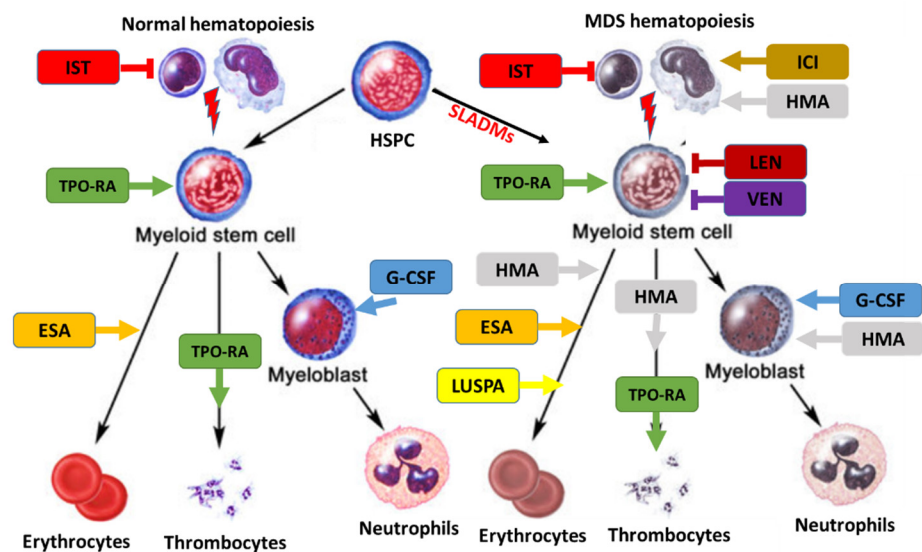 Normal hematopoiesis
MDS hematopoiesis
IST
IST
ICI
HMA
HSPC
SLADMs
TPO-RA
TPO-RA
LEN
VEN
Myeloid stem cell
Myeloid stem cell
G-CSF
HMA
HMA
G-CSF
ESA
ESA
HMA
TPO-RA
Myeloblast
Myeloblast
LUSPA
TPO-RA
Erythrocytes
Thrombocytes
Neutrophils
Erythrocytes
Thrombocytes
Neutrophils